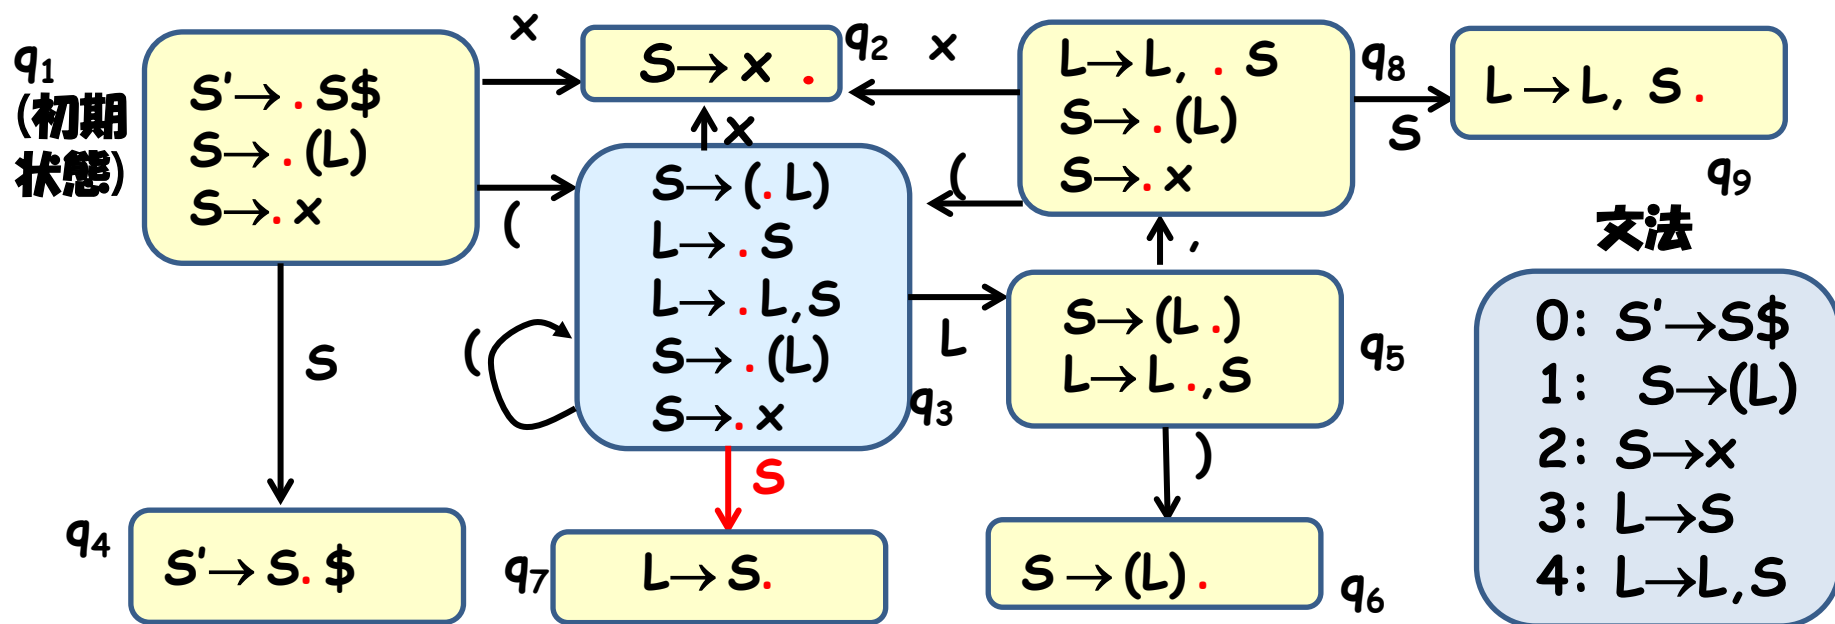 q1
(初期
状態)
S'→ . S$
S→ . (L)
S→. x
x
(
S
S→ x .
q2
x
x
L→L, . S
S→ . (L)
S→. x
q8
S
L →L, S .
q9
S→(. L)
L→ . S
L→ . L,S
S→ . (L)
S→. x
q3
(
(
L
,
S→(L .)
L→L .,S
q5
)
S
q4
S'→ S. $
q7
L→ S.
S →(L) .
q6
文法
0: S'→S$
1: S→(L)
2: S→x
3: L→S
4: L→L,S